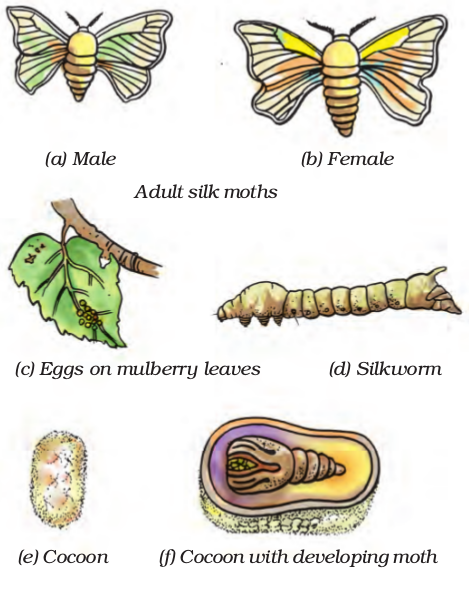 (a) Male
(b) Female
Adult silk moths
(c) Eggs on mulberry leaves
(d) Silkworm
(e) Cocoon
(f) Cocoon with developing moth